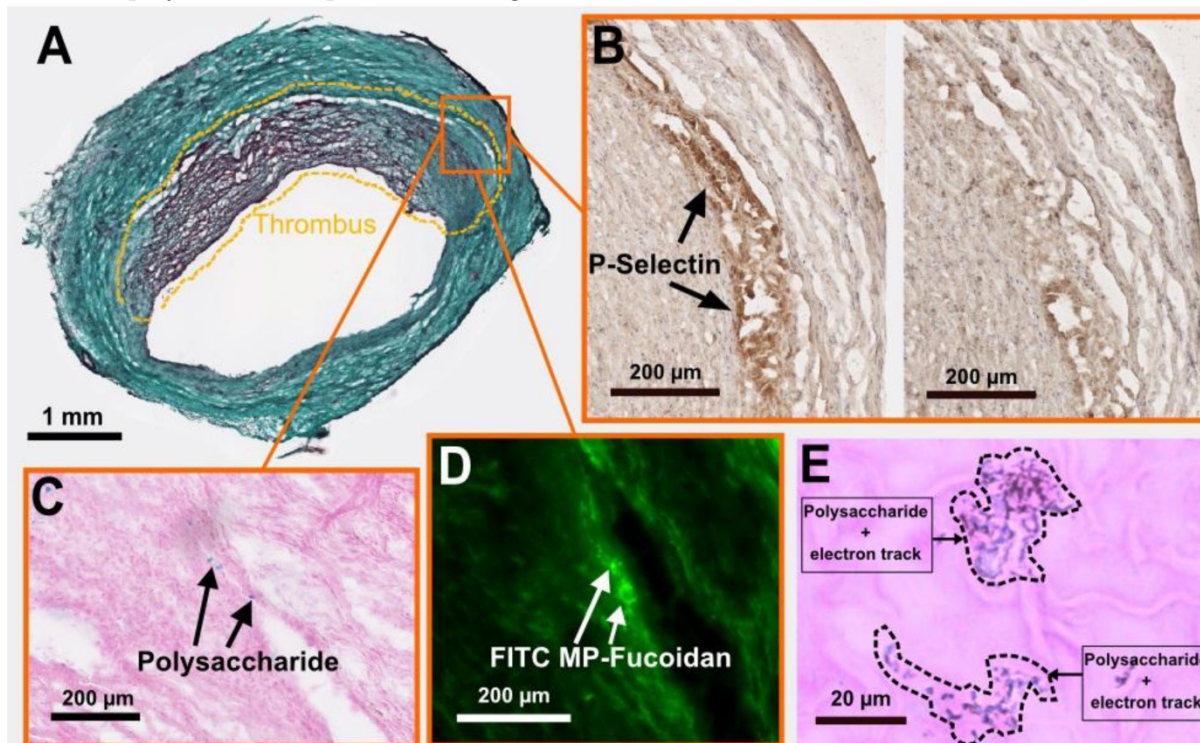 A
Thrombus
1 mm
B
P-Selectin
200 µm
200 µm
C
Polysaccharide
200 µm
D
FITC MP-Fucoidan
200 µm
E
Polysaccharide
+
electron track
Polysaccharide
+
electron track
20 µm